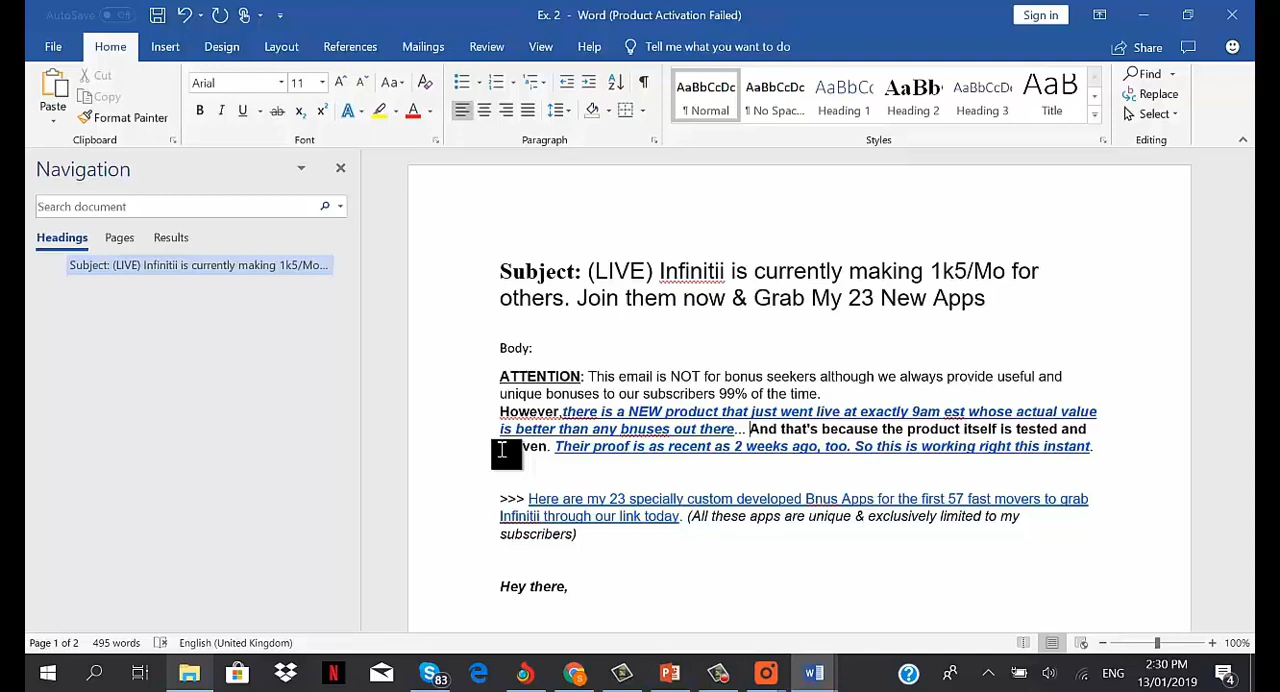 AutoSave Off
Ex. 2 - Word (Product Activation Failed)
Sign in
File Home Insert Design Layout References Mailings Review View Help Tell me what you want to do
Share
Paste
Cut
Copy
Format Painter
Clipboard
Arial 11
Font
Paragraph
AaBbCcDc AaBbCcDc AaBbCc AaBb AaBbCcDc AaB
¶ Normal ¶ No Spac... Heading 1 Heading 2 Heading 3 Title
Styles
Find
Replace
Select
Editing
Navigation
Search document
Headings Pages Results
Subject: (LIVE) Infinitii is currently making 1k5/Mo...
Subject: (LIVE) Infinitii is currently making 1k5/Mo for
others. Join them now & Grab My 23 New Apps
Body:
ATTENTION: This email is NOT for bonus seekers although we always provide useful and
unique bonuses to our subscribers 99% of the time.
However,there is a NEW product that just went live at exactly 9am est whose actual value
is better than any bnuses out there... And that's because the product itself is tested and
ven. Their proof is as recent as 2 weeks ago, too. So this is working right this instant.
>>> Here are my 23 specially custom developed Bnus Apps for the first 57 fast movers to grab
Infinitii through our link today. (All these apps are unique & exclusively limited to my
subscribers)
Hey there,
Page 1 of 2 495 words English (United Kingdom) 100%
83
ENG
2:30 PM
13/01/2019
4